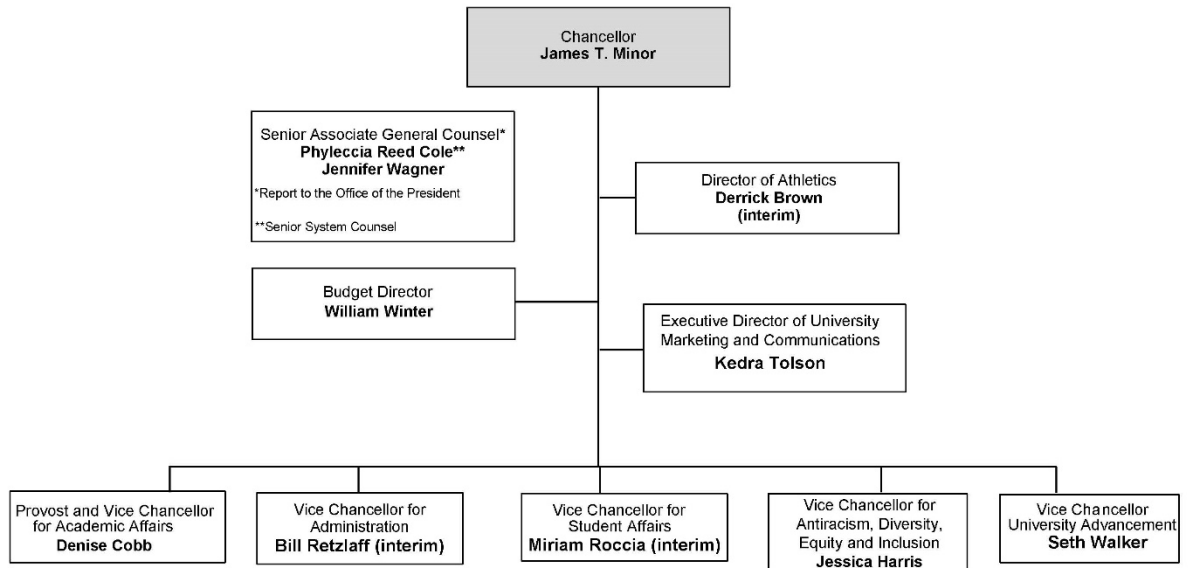 Chancellor
James T. Minor
Senior Associate General Counsel*
Phyleccia Reed Cole**
Jennifer Wagner
*Report to the Office of the President
**Senior System Counsel
Director of Athletics
Derrick Brown
(interim)
Budget Director
William Winter
Executive Director of University
Marketing and Communications
Kedra Tolson
Provost and Vice Chancellor
for Academic Affairs
Denise Cobb
Vice Chancellor for
Administration
Bill Retzlaff (interim)
Vice Chancellor for
Student Affairs
Miriam Roccia (interim)
Vice Chancellor for
Antiracism, Diversity,
Equity and Inclusion
Jessica Harris
Vice Chancellor
University Advancement
Seth Walker